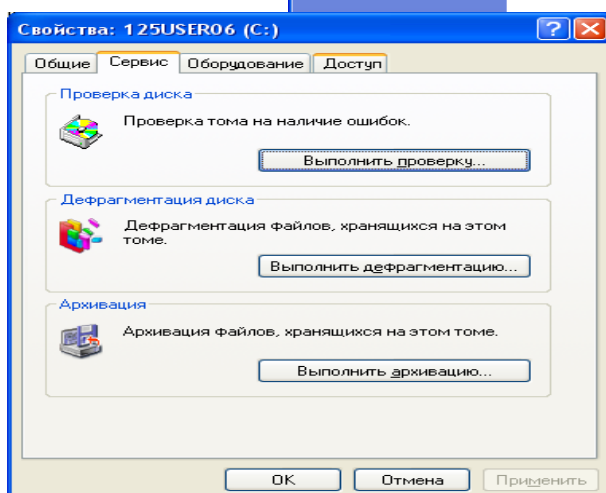 Свойства: 125USER06 (C:)
Общие Сервис Оборудование Доступ
Проверка диска
Проверка тома на наличие ошибок.
Выполнить проверку...
Дефрагментация диска
Дефрагментация файлов, хранящихся на этом
томе.
Выполнить дефрагментацию...
Архивация
Архивация файлов, хранящихся на этом томе.
Выполнить архивацию...
OK Отмена Применить